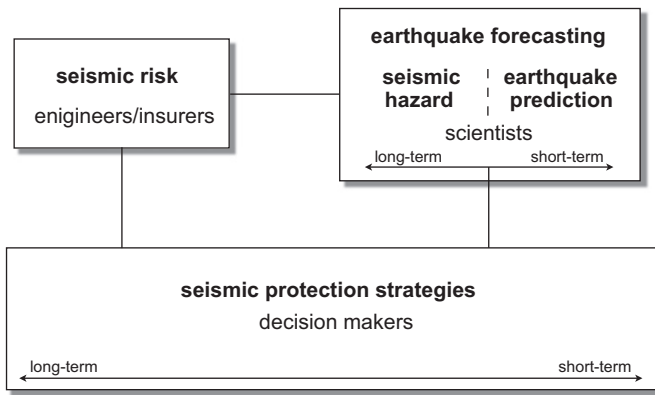 seismic risk
enigineers/insurers
earthquake forecasting
seismic hazard
earthquake prediction
scientists
long-term short-term
seismic protection strategies
decision makers
long-term short-term